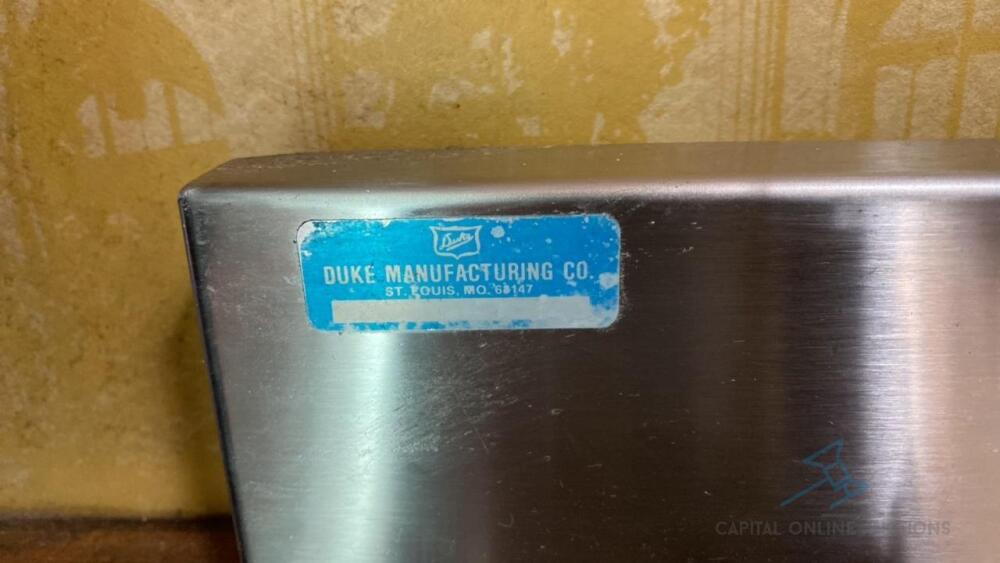 Duke
DUKE MANUFACTURING CO.
ST. LOUIS, MO. 63147
CAPITAL ONLINE AUCTIONS